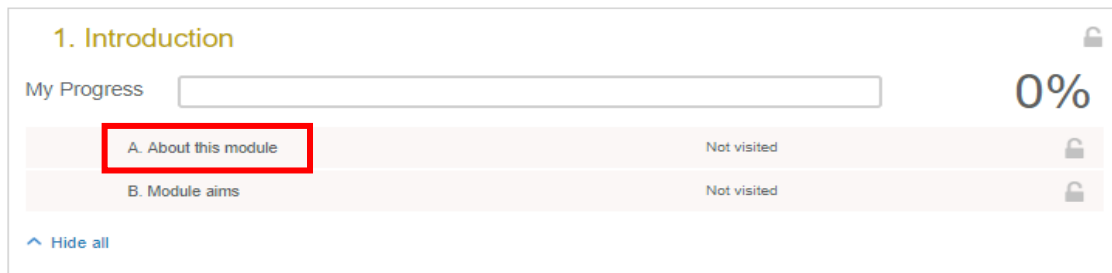 1. Introduction
My Progress 0%
A. About this module Not visited
B. Module aims Not visited
Hide all